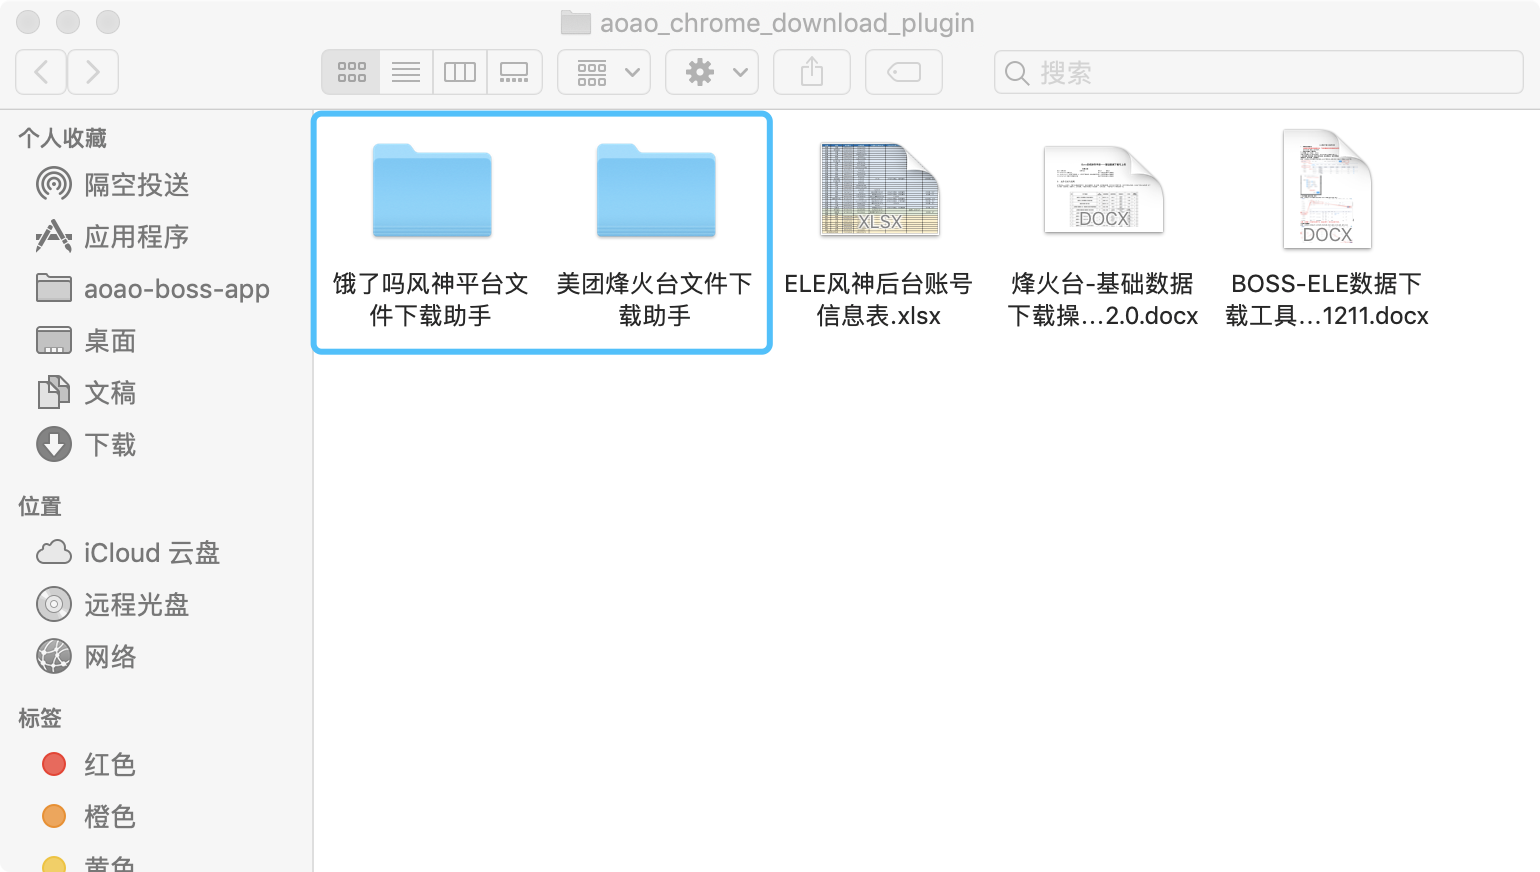 aoao_chrome_download_plugin
搜索
个人收藏
隔空投送
应用程序
aoao-boss-app
桌面
文稿
下载
位置
iCloud 云盘
远程光盘
网络
标签
红色
橙色
黄色
饿了吗风神平台文
件下载助手
美团烽火台文件下
载助手
XLSX
ELE风神后台账号
信息表.xlsx
DOCX
烽火台-基础数据
下载操...2.0.docx
DOCX
BOSS-ELE数据下
载工具...1211.docx